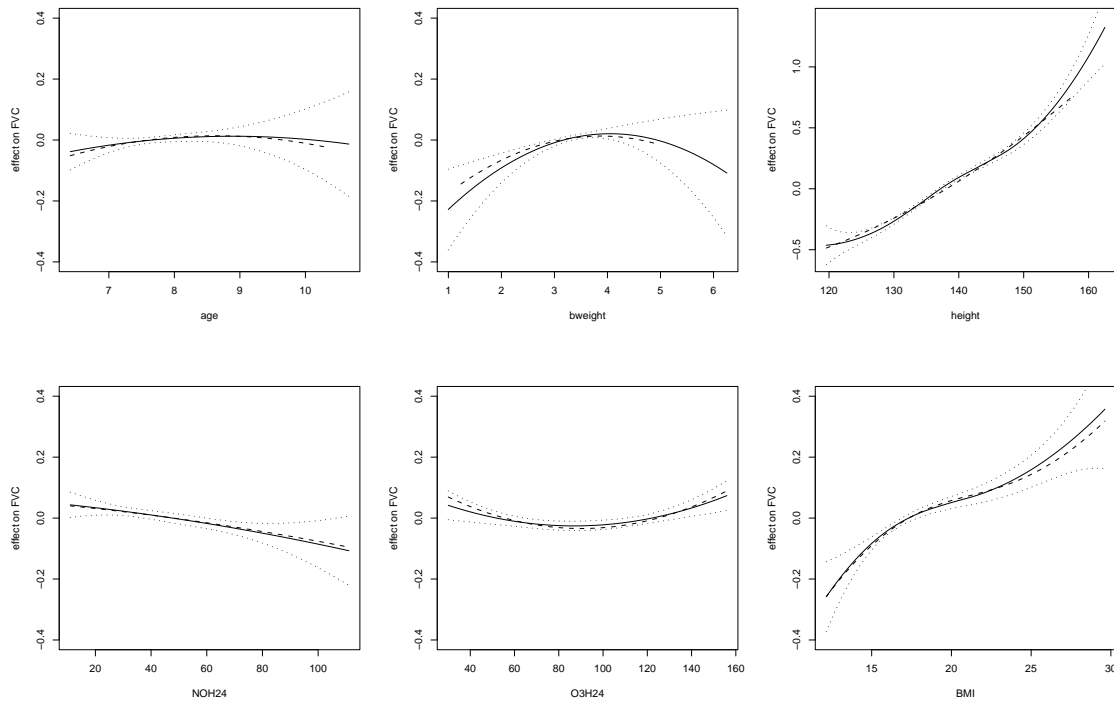 0.4
0.2
0.0
−0.2
−0.4
effect on FVC
7 8 9 10
age
0.4
0.2
0.0
−0.2
−0.4
effect on FVC
1 2 3 4 5 6
bweight
1.0
0.5
0.0
−0.5
effect on FVC
120 130 140 150 160
height
0.4
0.2
0.0
−0.2
−0.4
effect on FVC
20 40 60 80 100
NOH24
0.4
0.2
0.0
−0.2
−0.4
effect on FVC
40 60 80 100 120 140 160
O3H24
0.4
0.2
0.0
−0.2
−0.4
effect on FVC
15 20 25 30
BMI